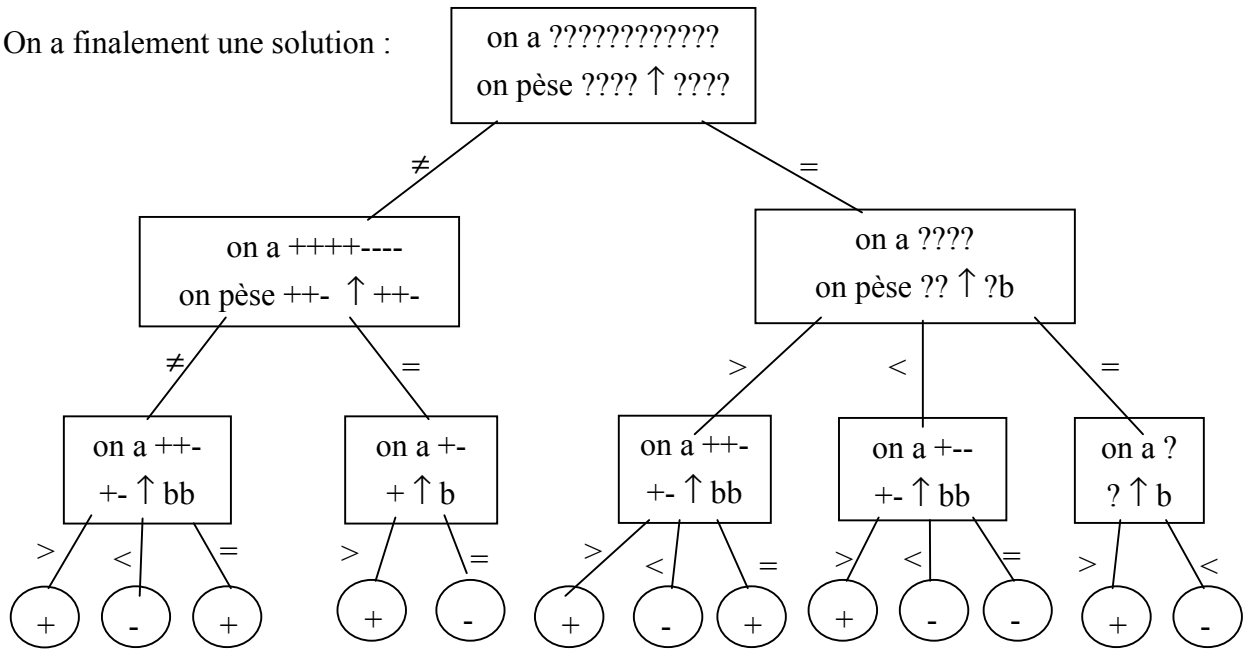 On a finalement une solution :
on a ????????????
on pèse ???? ↑ ????
≠
=
on a ++++----
on pèse ++- ↑ ++-
on a ????
on pèse ?? ↑ ?b
≠
=
>
<
=
on a ++-
+- ↑ bb
on a +-
+ ↑ b
on a ++-
+- ↑ bb
on a +--
+- ↑ bb
on a ?
? ↑ b
> < =
> =
> < =
> < =
> <
+ - +
+ -
+ - +
+ - -
+ -